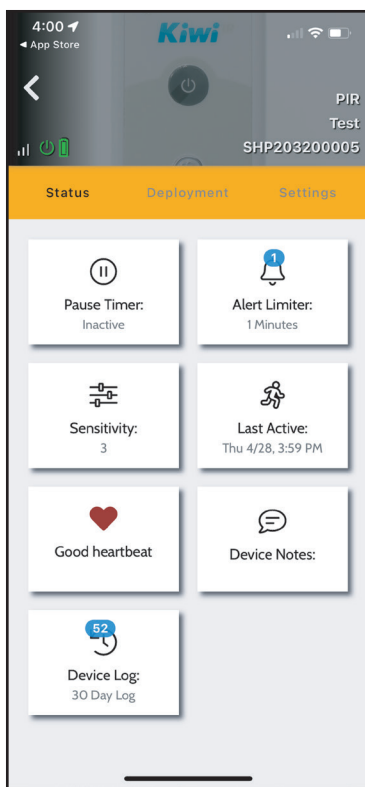 4:00
◄ App Store
Kiwi
PIR
Test
SHP203200005
Status Deployment Settings
Pause Timer:
Inactive
1
Alert Limiter:
1 Minutes
Sensitivity:
3
Last Active:
Thu 4/28, 3:59 PM
Good heartbeat
Device Notes:
52
Device Log:
30 Day Log